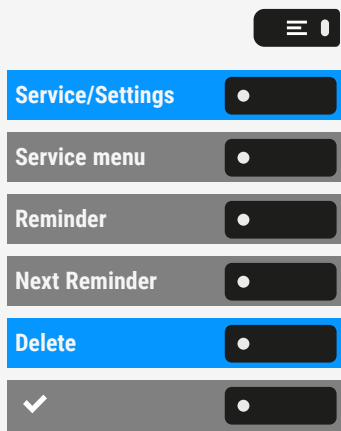 Service/Settings
Service menu
Reminder
Next Reminder
Delete